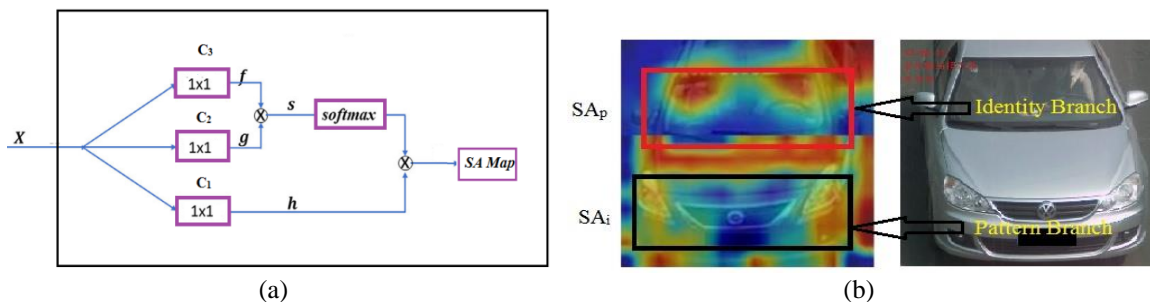 C₃
1x1
f
C₂
1x1
g
s
softmax
X
C₁
1x1
h
SA Map
(a)
SAₚ
SAᵢ
Identity Branch
Pattern Branch
(b)